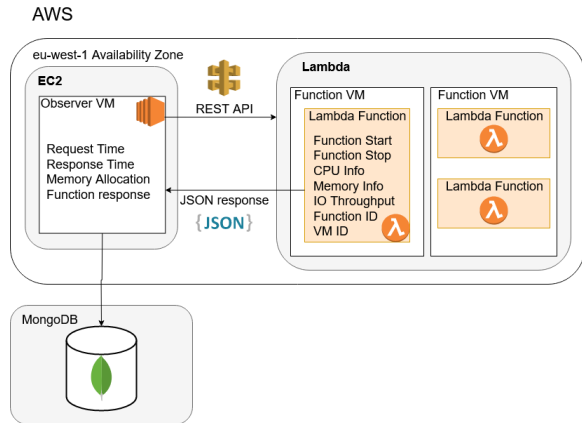 AWS
eu-west-1 Availability Zone
EC2
Observer VM
Request Time
Response Time
Memory Allocation
Function response
REST API
JSON response
{JSON}
Lambda
Function VM
Lambda Function
Function Start
Function Stop
CPU Info
Memory Info
IO Throughput
Function ID
VM ID
Function VM
Lambda Function
Lambda Function
MongoDB